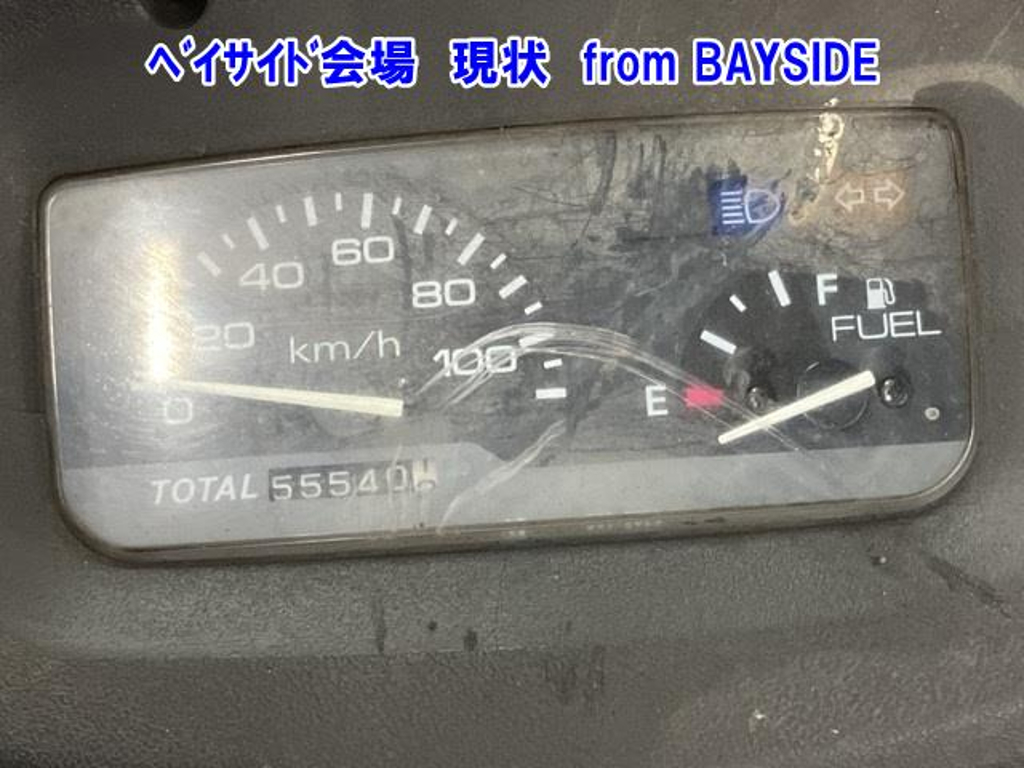 ﾍﾞｲｻｲﾄﾞ会場　現状　from BAYSIDE
60
40
80
20
km/h
100
0
F
FUEL
E
TOTAL 55540